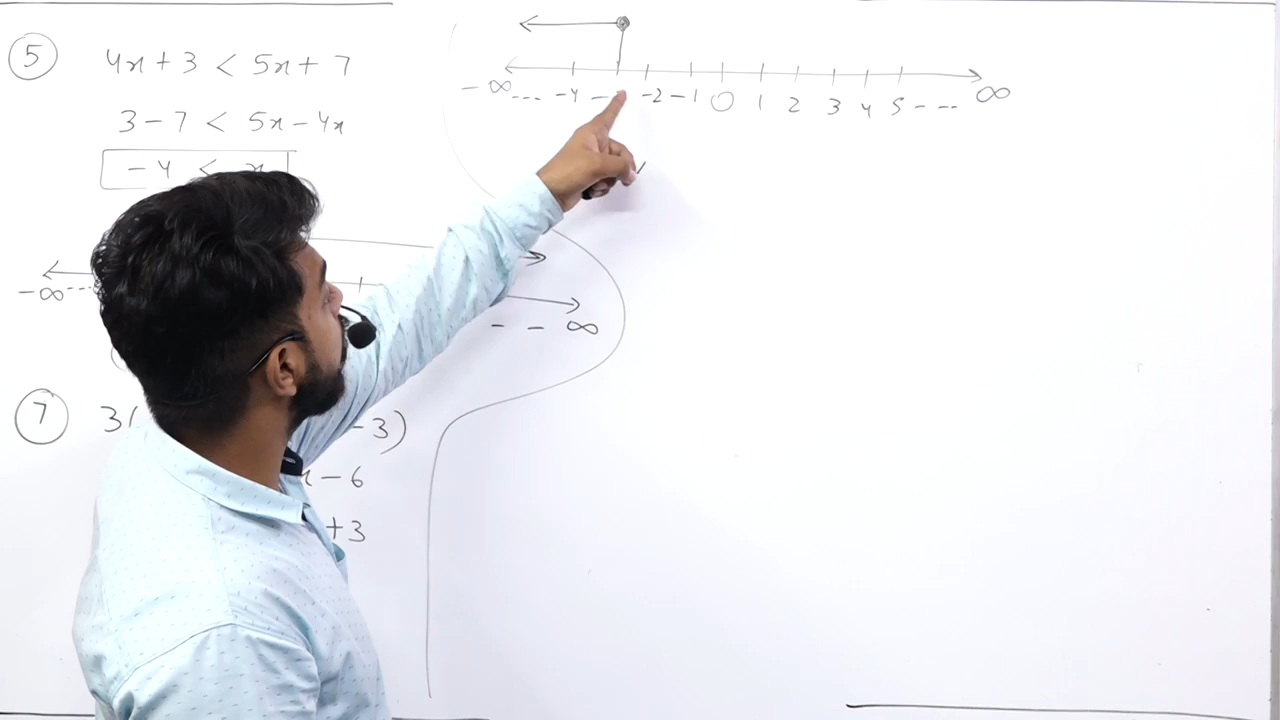 5
4x + 3 < 5x + 7
3 - 7 < 5x - 4x
- 4 < x
-∞ ...
- - ∞
7
3(
-3)
x - 6
+3
-∞ ... -4 - -2 -1 0 1 2 3 4 5 - -- ∞